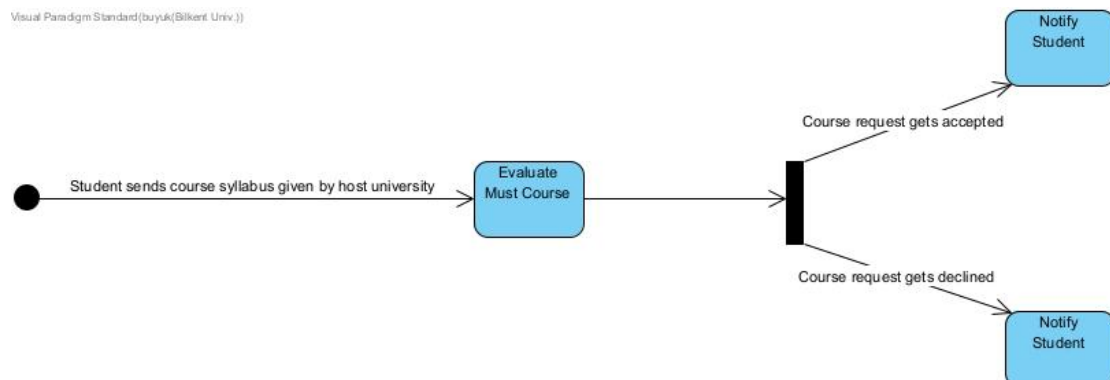 Visual Paradigm Standard(buyuk(Bilkent Univ.))
Notify
Student
Course request gets accepted
Student sends course syllabus given by host university
Evaluate
Must Course
Course request gets declined
Notify
Student